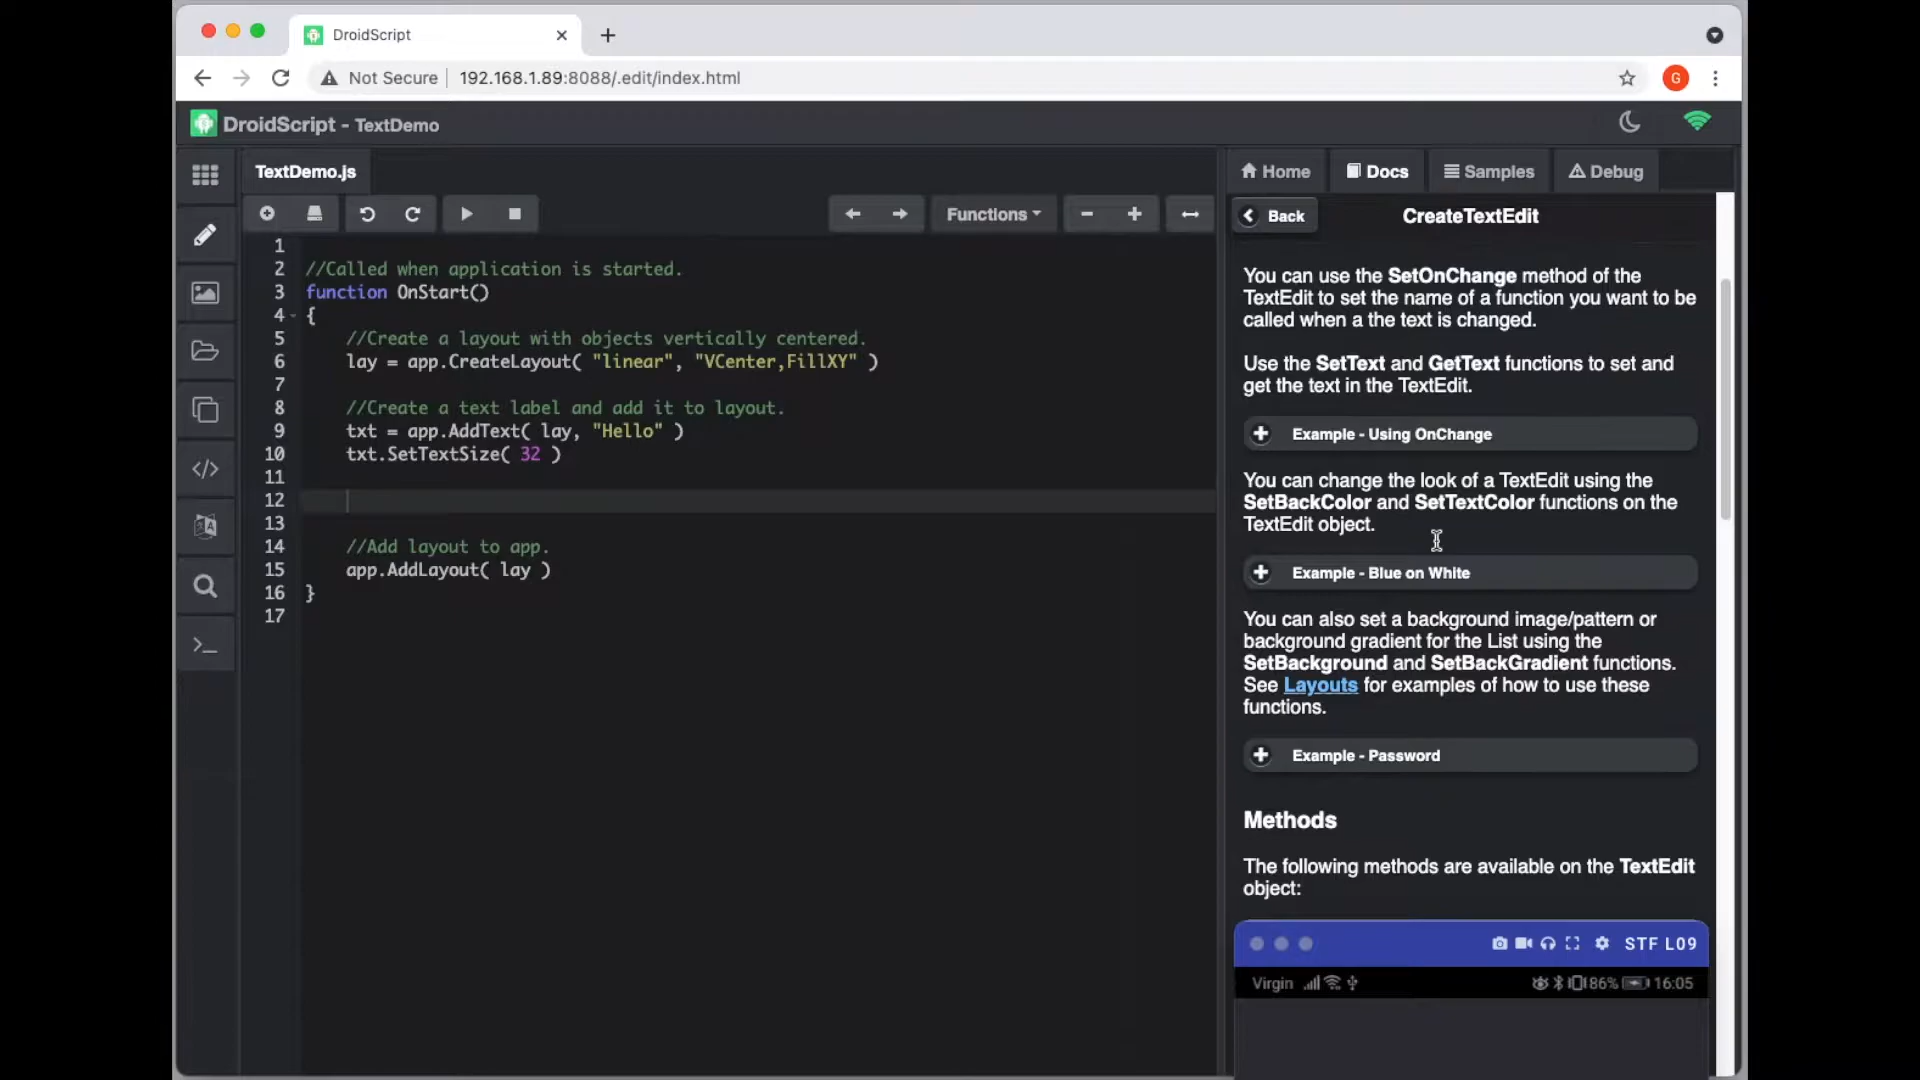 DroidScript
Not Secure 192.168.1.89:8088/.edit/index.html
G
DroidScript - TextDemo
TextDemo.js
Home Docs Samples Debug
Functions
Back CreateTextEdit
1
2 //Called when application is started.
3 function OnStart()
4 {
5 //Create a layout with objects vertically centered.
6 lay = app.CreateLayout( "linear", "VCenter,FillXY" )
7
8 //Create a text label and add it to layout.
9 txt = app.AddText( lay, "Hello" )
10 txt.SetTextSize( 32 )
11
12
13
14 //Add layout to app.
15 app.AddLayout( lay )
16 }
17
You can use the SetOnChange method of the
TextEdit to set the name of a function you want to be
called when a the text is changed.
Use the SetText and GetText functions to set and
get the text in the TextEdit.
Example - Using OnChange
You can change the look of a TextEdit using the
SetBackColor and SetTextColor functions on the
TextEdit object.
Example - Blue on White
You can also set a background image/pattern or
background gradient for the List using the
SetBackground and SetBackGradient functions.
See Layouts for examples of how to use these
functions.
Example - Password
Methods
The following methods are available on the TextEdit
object:
STF L09
Virgin 86% 16:05